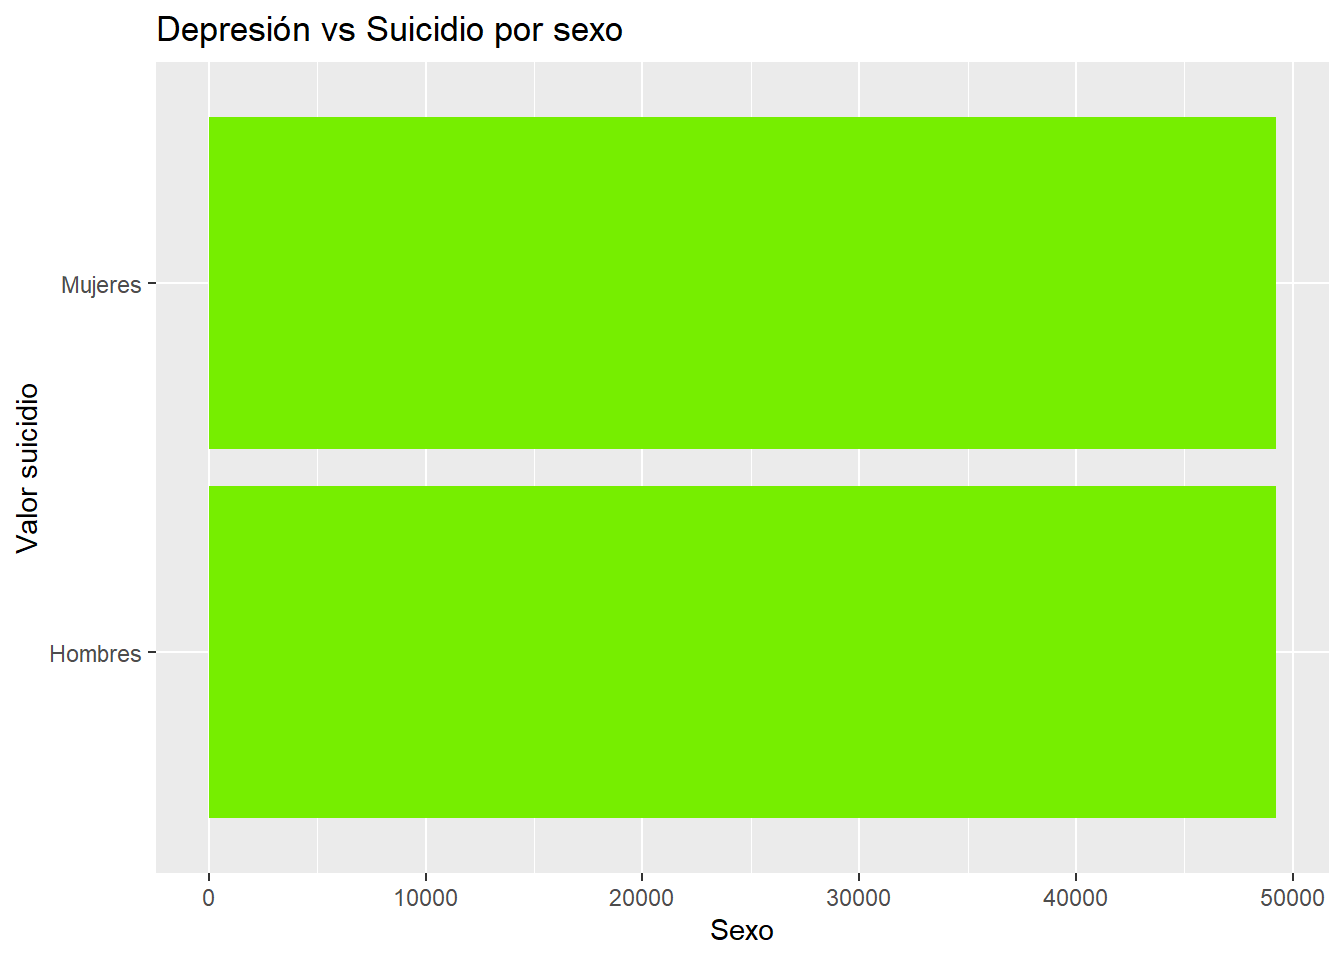 Depresión vs Suicidio por sexo
Valor suicidio
Mujeres
Hombres
0 10000 20000 30000 40000 50000
Sexo